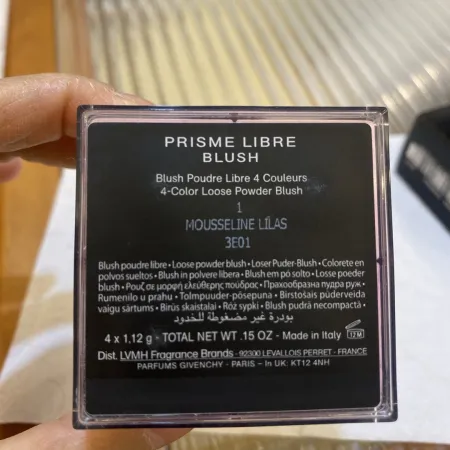 PRISME LIBRE
BLUSH
Blush Poudre Libre 4 Couleurs
4-Color Loose Powder Blush
1
MOUSSELINE LILAS
3E01
Blush poudre libre • Loose powder blush • Loser Puder-Blush • Colorete en
polvos sueltos • Blush in polvere libera • Blush em pó solto • Losse poeder
blush • Ρουζ σε μορφή ελεύθερης πούδρας • Прахообразна пудра руж •
Rumenilo u prahu • Tolmpuuder-põsepuna • Birstošais pūderveida
vaigu sārtums • Birūs skaistalai • Róż sypki • Blush pudră necompactă •
بودرة غير مضغوطة للخدود
4 x 1,12 g - TOTAL NET WT .15 OZ - Made in Italy 12M
Dist. LVMH Fragrance Brands - 92300 LEVALLOIS PERRET - FRANCE
PARFUMS GIVENCHY - PARIS - In UK: KT12 4NH